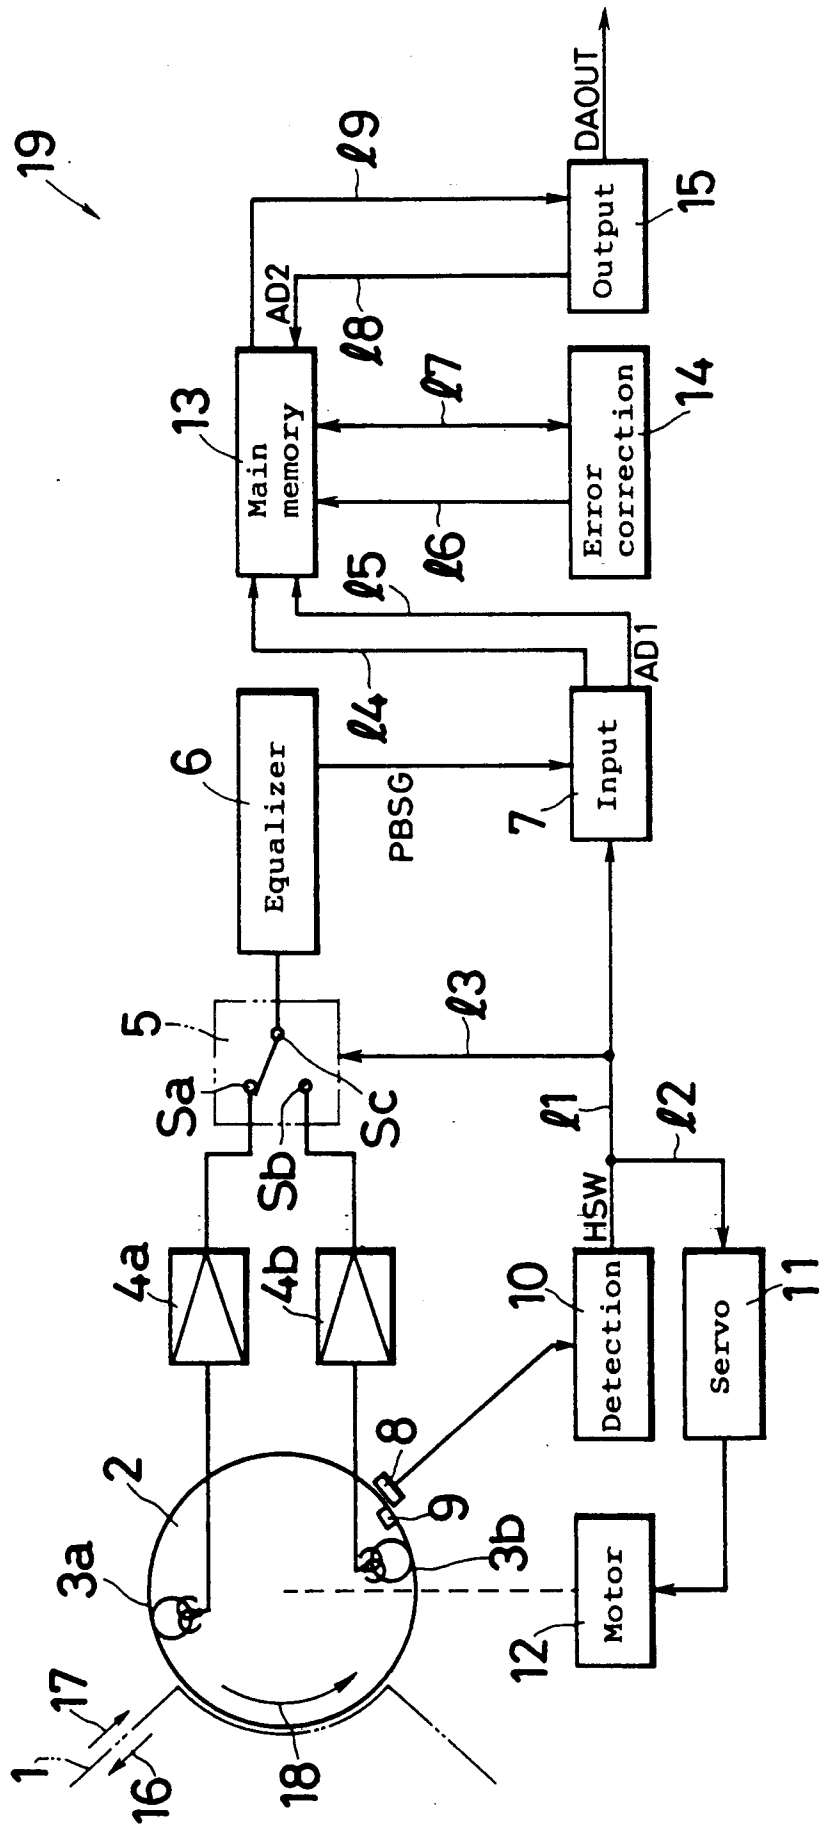 19
1
17
16
18
2
3a
3b
8
9
4a
4b
5
Sa
Sb
Sc
6
Equalizer
PBSG
7
Input
10
Detection
HSW
ℓ1
ℓ2
ℓ3
11
Servo
12
Motor
ℓ4
ℓ5
AD1
13
Main
memory
ℓ6
ℓ7
14
Error
correction
AD2
ℓ8
ℓ9
15
Output
DAOUT